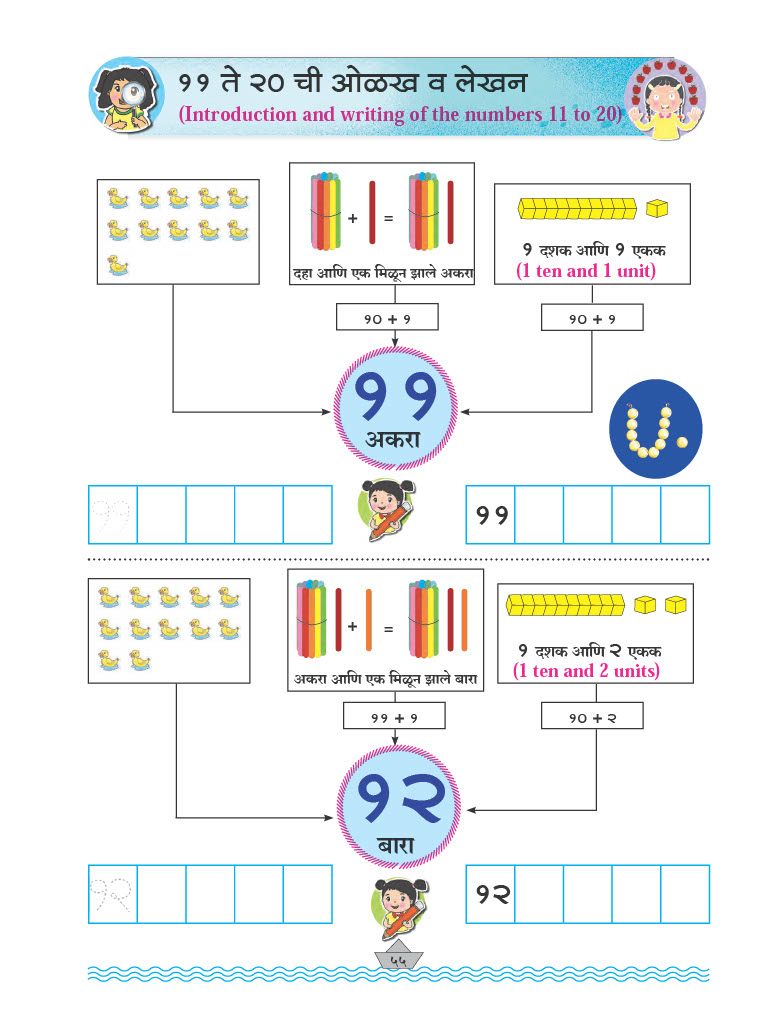 ११ ते २० ची ओळख व लेखन
(Introduction and writing of the numbers 11 to 20)
+ =
दहा आणि एक मिळून झाले अकरा
१ दशक आणि १ एकक
(1 ten and 1 unit)
१० + १
१० + १
११
अकरा
११
११
+ =
अकरा आणि एक मिळून झाले बारा
१ दशक आणि २ एकक
(1 ten and 2 units)
११ + १
१० + २
१२
बारा
१२
१२
५५